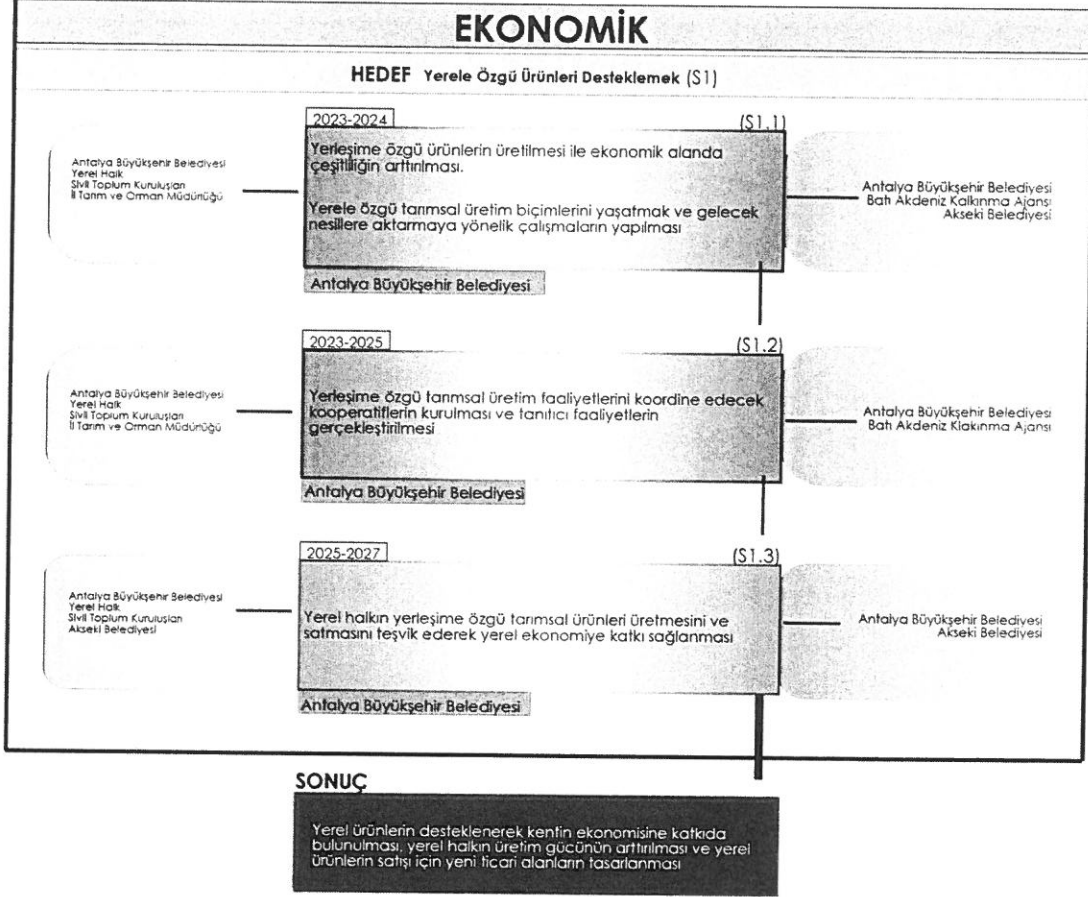 EKONOMİK
HEDEF Yerele Özgü Ürünleri Desteklemek (S1)
2023-2024
(S1.1)
Antalya Büyükşehir Belediyesi
Yerel Halk
Sivil Toplum Kuruluşları
İl Tarım ve Orman Müdürlüğü
Yerleşime özgü ürünlerin üretilmesi ile ekonomik alanda
çeşitliliğin arttırılması.
Yerele özgü tarımsal üretim biçimlerini yaşatmak ve gelecek
nesillere aktarmaya yönelik çalışmaların yapılması
Antalya Büyükşehir Belediyesi
Batı Akdeniz Kalkınma Ajansı
Akseki Belediyesi
Antalya Büyükşehir Belediyesi
2023-2025
(S1.2)
Antalya Büyükşehir Belediyesi
Yerel Halk
Sivil Toplum Kuruluşları
İl Tarım ve Orman Müdürlüğü
Yerleşime özgü tarımsal üretim faaliyetlerini koordine edecek
kooperatiflerin kurulması ve tanıtıcı faaliyetlerin
gerçekleştirilmesi
Antalya Büyükşehir Belediyesi
Batı Akdeniz Klakınma Ajansı
Antalya Büyükşehir Belediyesi
2025-2027
(S1.3)
Antalya Büyükşehir Belediyesi
Yerel Halk
Sivil Toplum Kuruluşları
Akseki Belediyesi
Yerel halkın yerleşime özgü tarımsal ürünleri üretmesini ve
satmasını teşvik ederek yerel ekonomiye katkı sağlanması
Antalya Büyükşehir Belediyesi
Akseki Belediyesi
Antalya Büyükşehir Belediyesi
SONUÇ
Yerel ürünlerin desteklenerek kentin ekonomisine katkıda
bulunulması, yerel halkın üretim gücünün arttırılması ve yerel
ürünlerin satışı için yeni ticari alanların tasarlanması